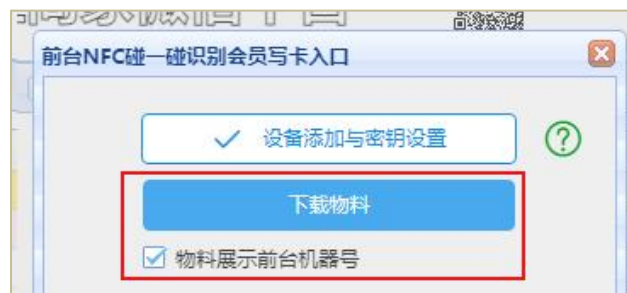 前台NFC碰一碰识别会员写卡入口
设备添加与密钥设置
下载物料
物料展示前台机器号